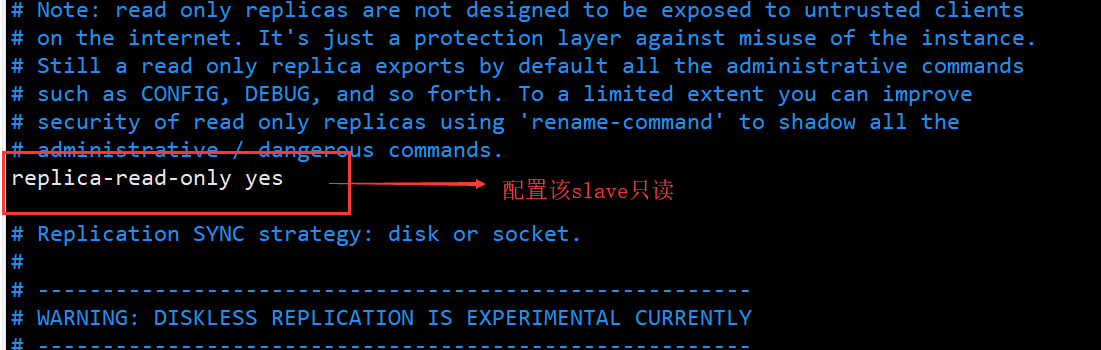 # Note: read only replicas are not designed to be exposed to untrusted clients
# on the internet. It's just a protection layer against misuse of the instance.
# Still a read only replica exports by default all the administrative commands
# such as CONFIG, DEBUG, and so forth. To a limited extent you can improve
# security of read only replicas using 'rename-command' to shadow all the
# administrative / dangerous commands.
replica-read-only yes
配置该slave只读
# Replication SYNC strategy: disk or socket.
#
# -------------------------------------------------------
# WARNING: DISKLESS REPLICATION IS EXPERIMENTAL CURRENTLY
# -------------------------------------------------------